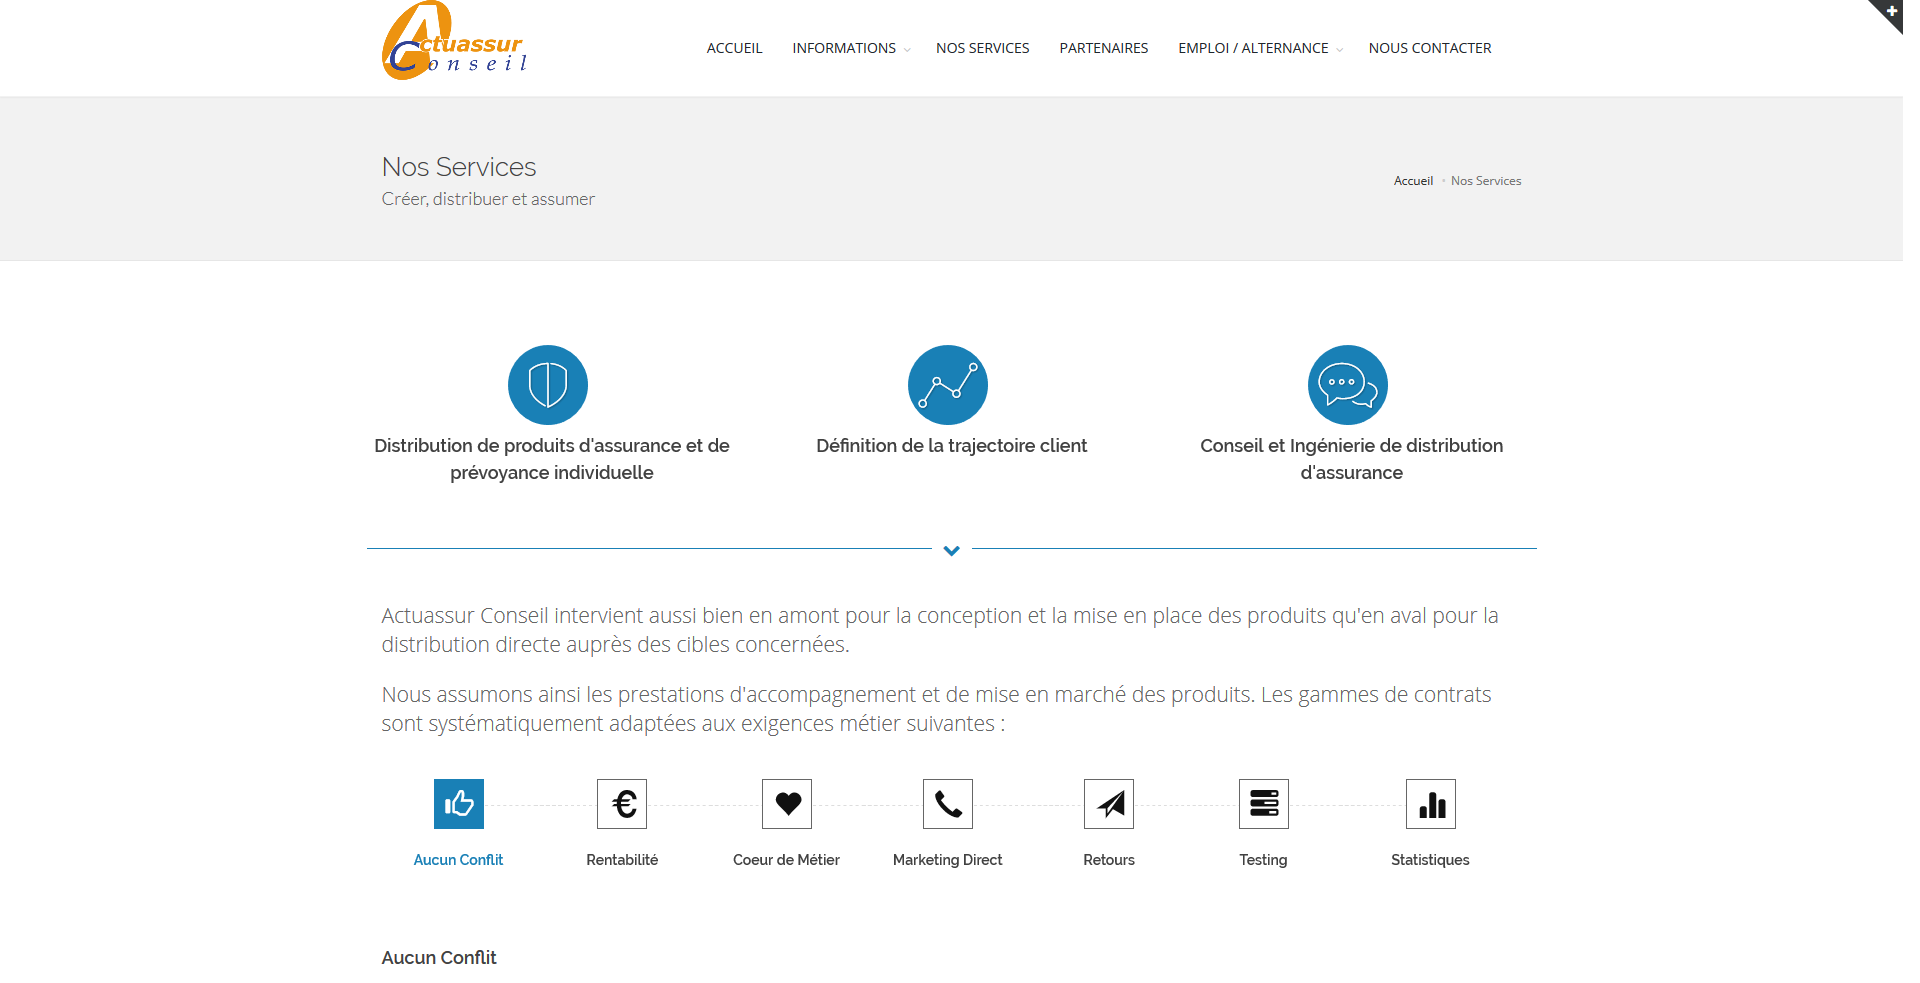 Actuassur
Conseil
ACCUEIL
INFORMATIONS
NOS SERVICES
PARTENAIRES
EMPLOI / ALTERNANCE
NOUS CONTACTER
Nos Services
Créer, distribuer et assumer
Accueil • Nos Services
Distribution de produits d'assurance et de
prévoyance individuelle
Définition de la trajectoire client
Conseil et Ingénierie de distribution
d'assurance
Actuassur Conseil intervient aussi bien en amont pour la conception et la mise en place des produits qu'en aval pour la
distribution directe auprès des cibles concernées.
Nous assumons ainsi les prestations d'accompagnement et de mise en marché des produits. Les gammes de contrats
sont systématiquement adaptées aux exigences métier suivantes :
Aucun Conflit
Rentabilité
Coeur de Métier
Marketing Direct
Retours
Testing
Statistiques
Aucun Conflit